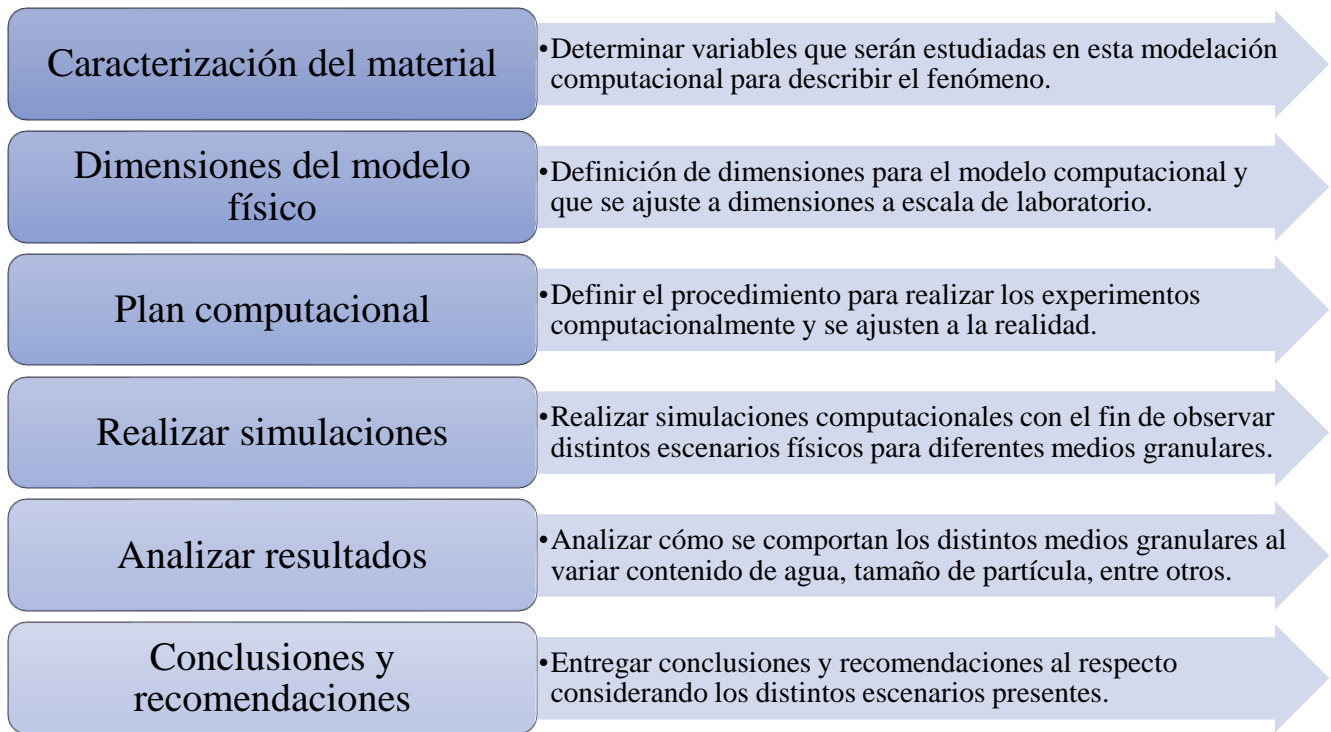 Caracterización del material
•Determinar variables que serán estudiadas en esta modelación
computacional para describir el fenómeno.
Dimensiones del modelo
físico
•Definición de dimensiones para el modelo computacional y
que se ajuste a dimensiones a escala de laboratorio.
Plan computacional
•Definir el procedimiento para realizar los experimentos
computacionalmente y se ajusten a la realidad.
Realizar simulaciones
•Realizar simulaciones computacionales con el fin de observar
distintos escenarios físicos para diferentes medios granulares.
Analizar resultados
•Analizar cómo se comportan los distintos medios granulares al
variar contenido de agua, tamaño de partícula, entre otros.
Conclusiones y
recomendaciones
•Entregar conclusiones y recomendaciones al respecto
considerando los distintos escenarios presentes.